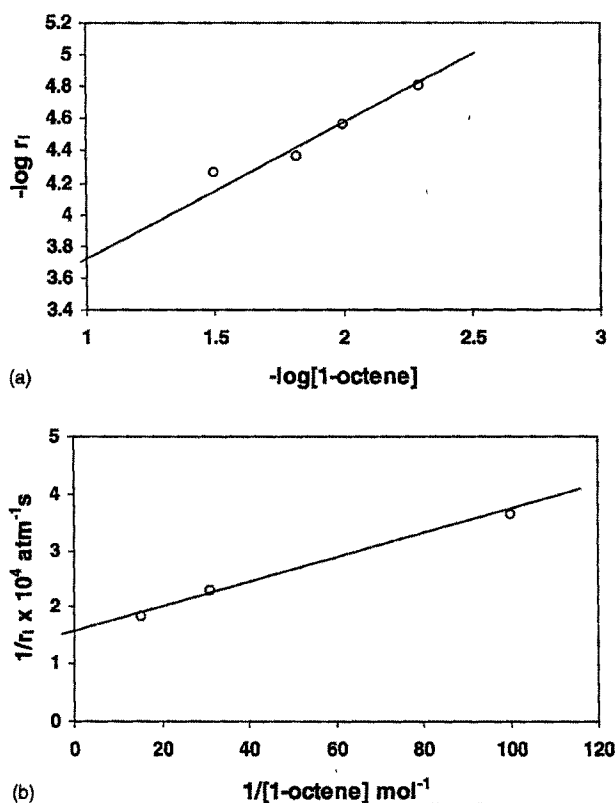 5.2
5
4.8
4.6
4.4
4.2
4
3.8
3.6
3.4
-log rᵢ
1 1.5 2 2.5 3
-log[1-octene]
(a)
5
4
3
2
1
0
1/rᵢ x 10⁴ atm⁻¹s
0 20 40 60 80 100 120
1/[1-octene] mol⁻¹
(b)